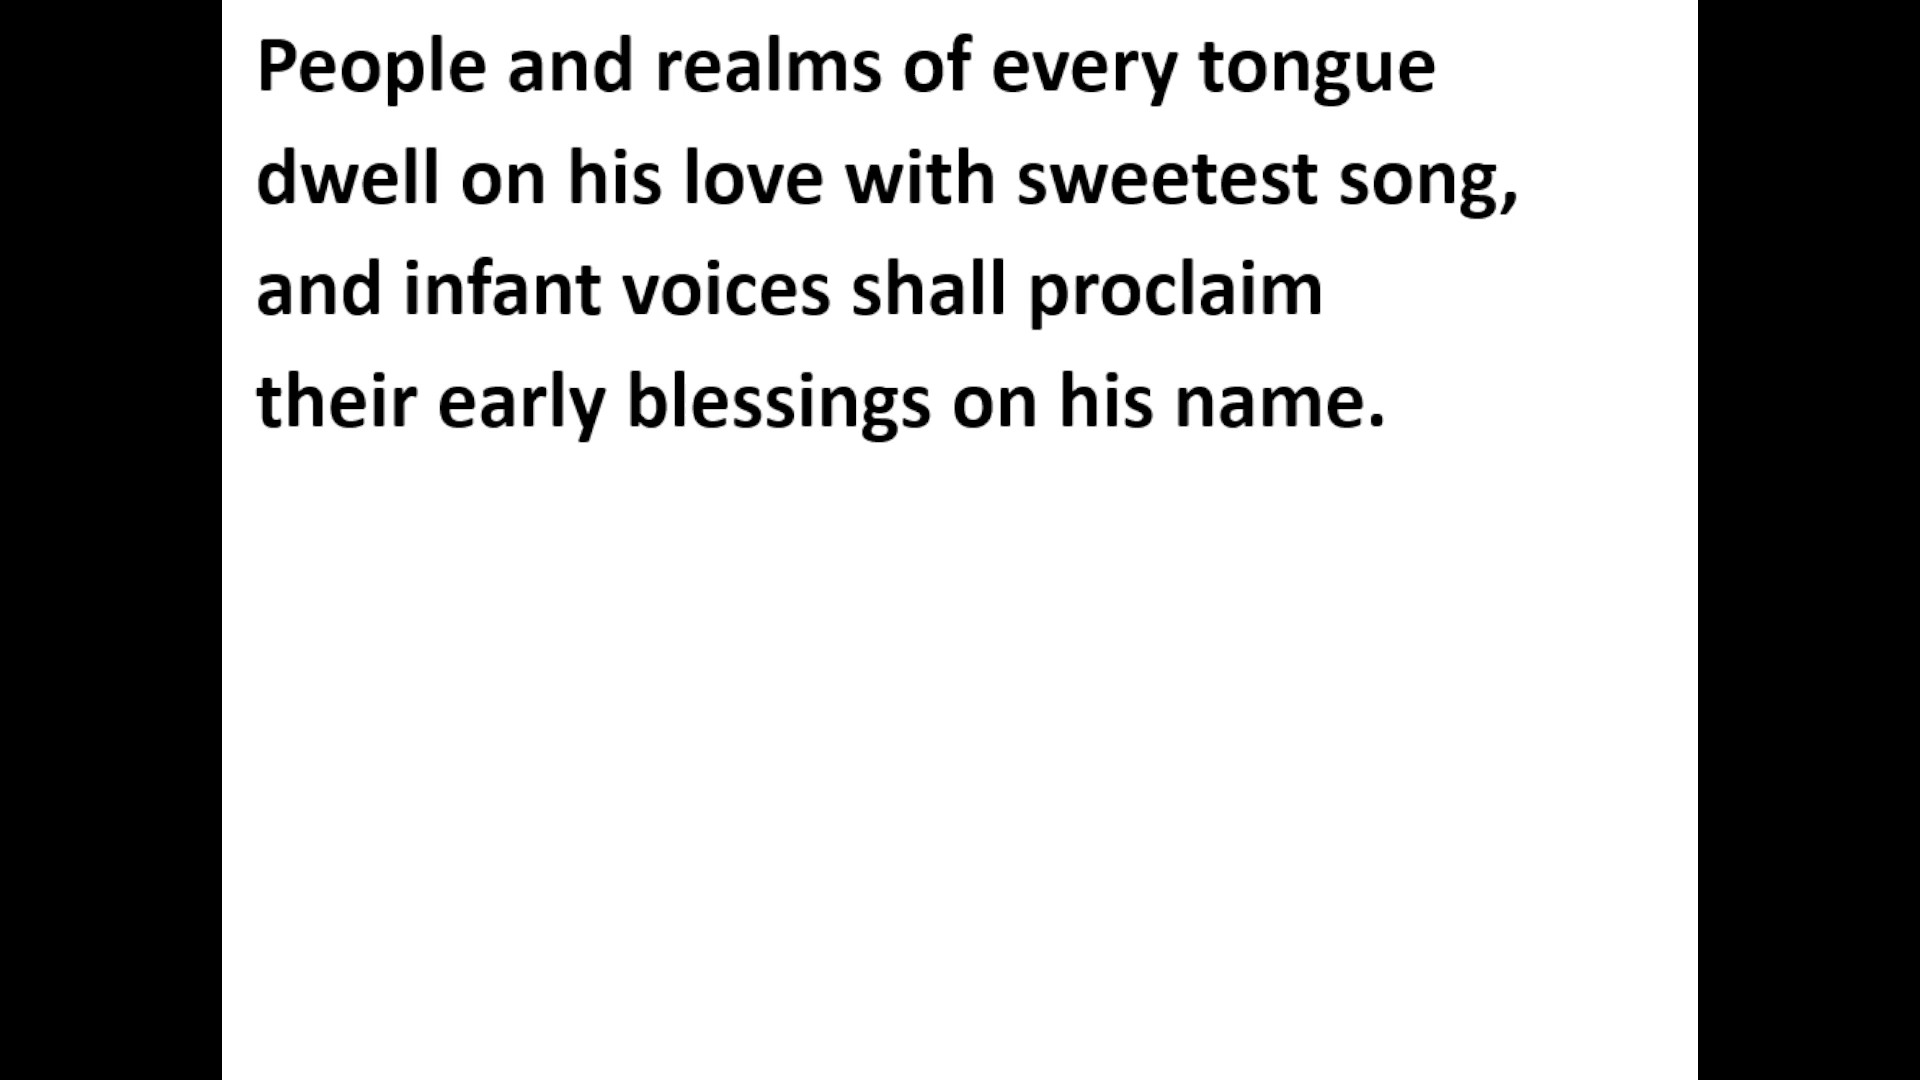 People and realms of every tongue
dwell on his love with sweetest song,
and infant voices shall proclaim
their early blessings on his name.